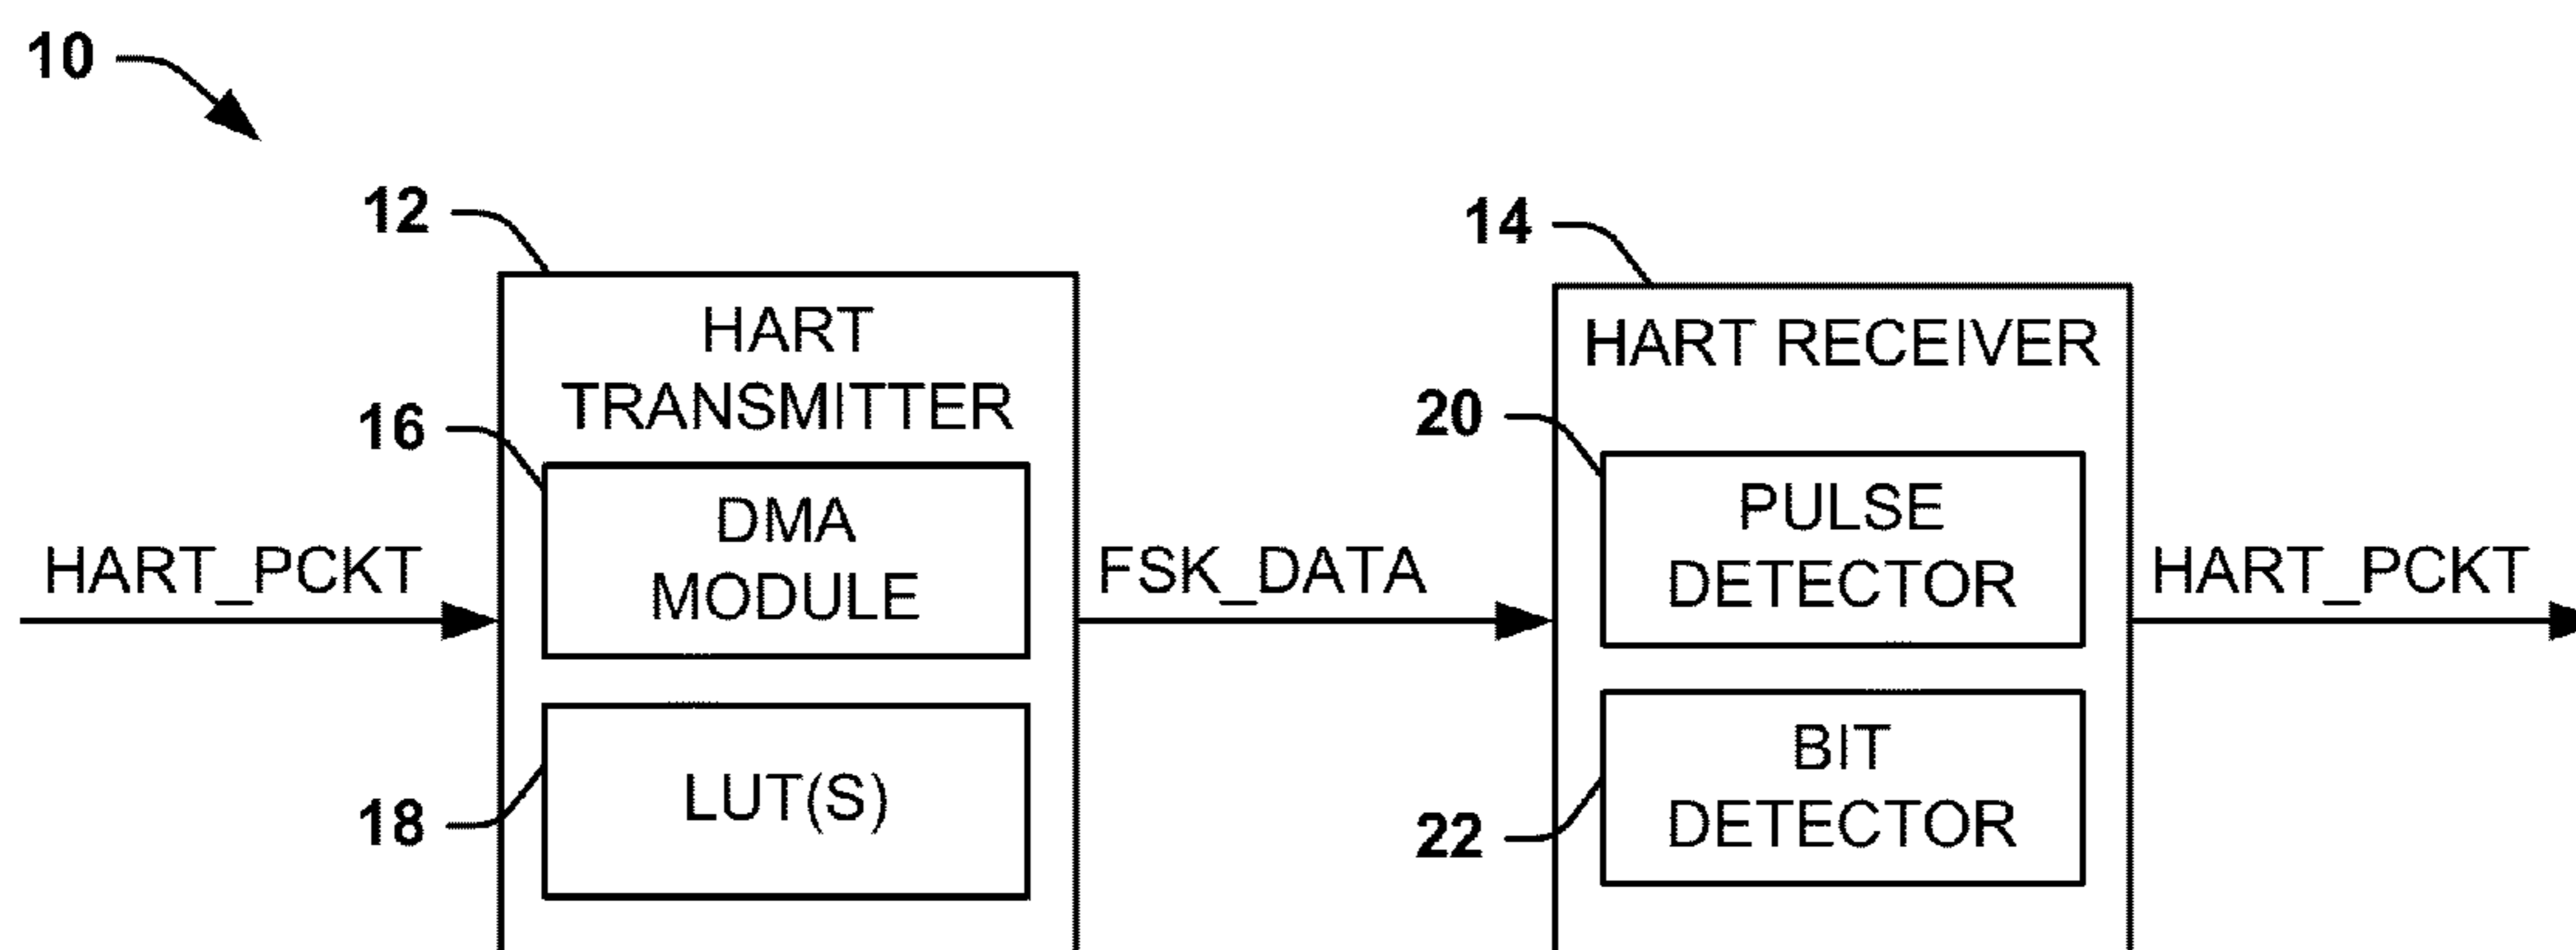 10
12
14
HART
TRANSMITTER
HART RECEIVER
16
20
DMA
MODULE
PULSE
DETECTOR
HART_PCKT
FSK_DATA
HART_PCKT
18
LUT(S)
22
BIT
DETECTOR